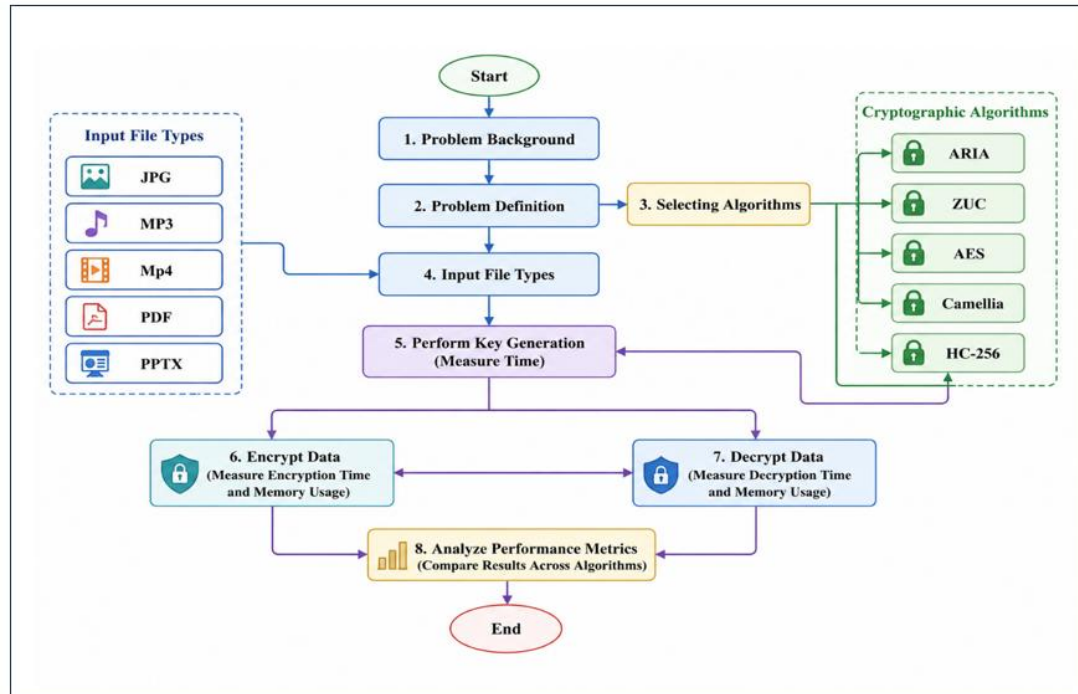 Start
Input File Types
JPG
MP3
Mp4
PDF
PPTX
1. Problem Background
2. Problem Definition
3. Selecting Algorithms
4. Input File Types
5. Perform Key Generation
(Measure Time)
Cryptographic Algorithms
ARIA
ZUC
AES
Camellia
HC-256
6. Encrypt Data
(Measure Encryption Time
and Memory Usage)
7. Decrypt Data
(Measure Decryption Time
and Memory Usage)
8. Analyze Performance Metrics
(Compare Results Across Algorithms)
End